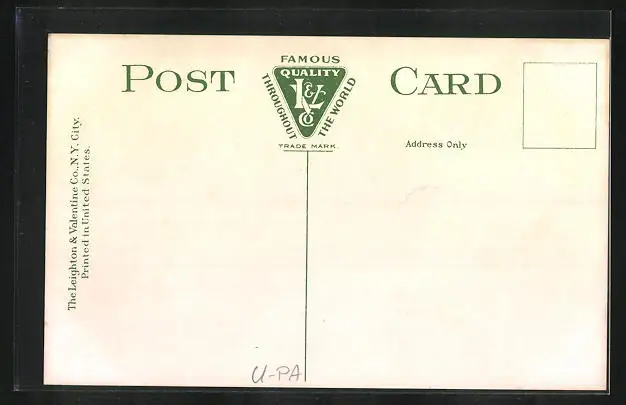 POST CARD
FAMOUS
QUALITY
THROUGHOUT THE WORLD
L&V Co
TRADE MARK.
Address Only
The Leighton & Valentine Co., N.Y. City.
Printed in United States.
U-PA